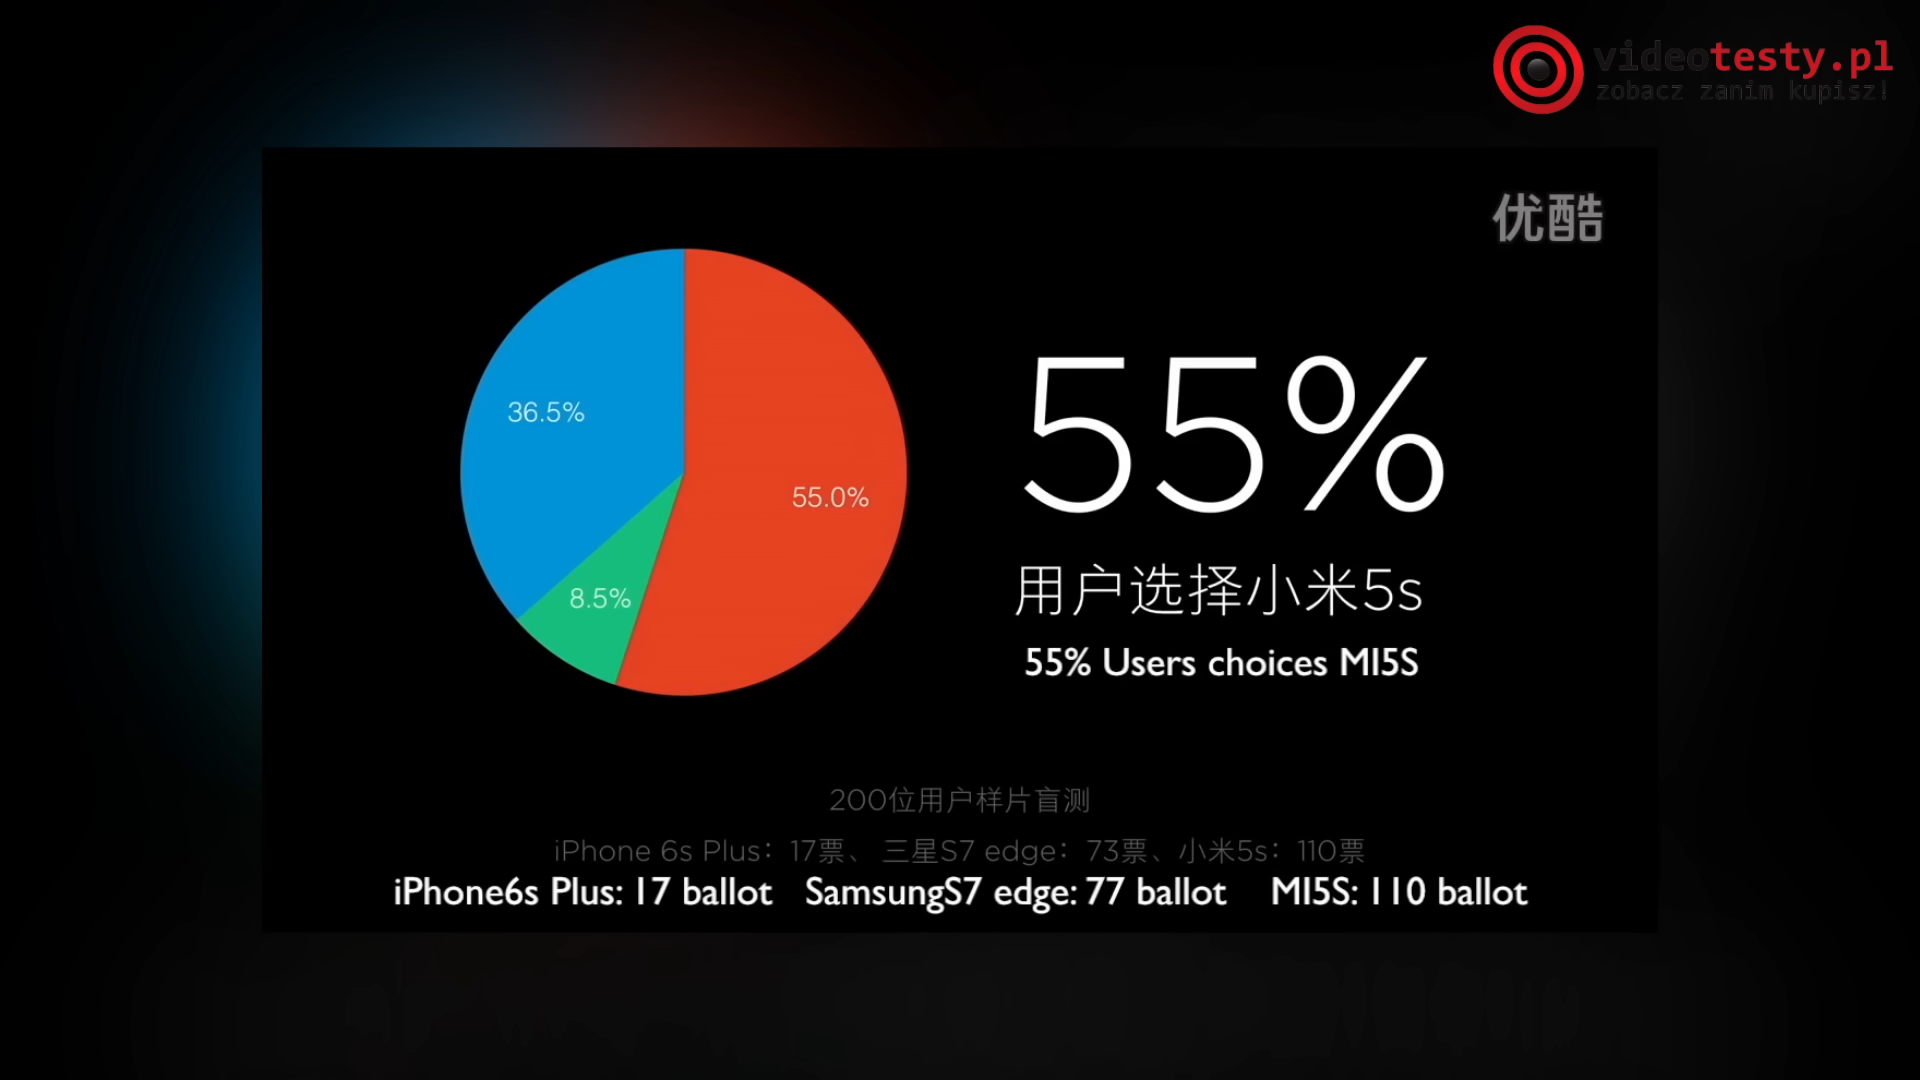 videotesty.pl
zobacz zanim kupisz!
优酷
36.5%
55.0%
8.5%
55%
用户选择小米5s
55% Users choices MI5S
200位用户样片盲测
iPhone 6s Plus：17票、 三星S7 edge：73票、小米5s：110票
iPhone6s Plus: 17 ballot SamsungS7 edge: 77 ballot MI5S: 110 ballot